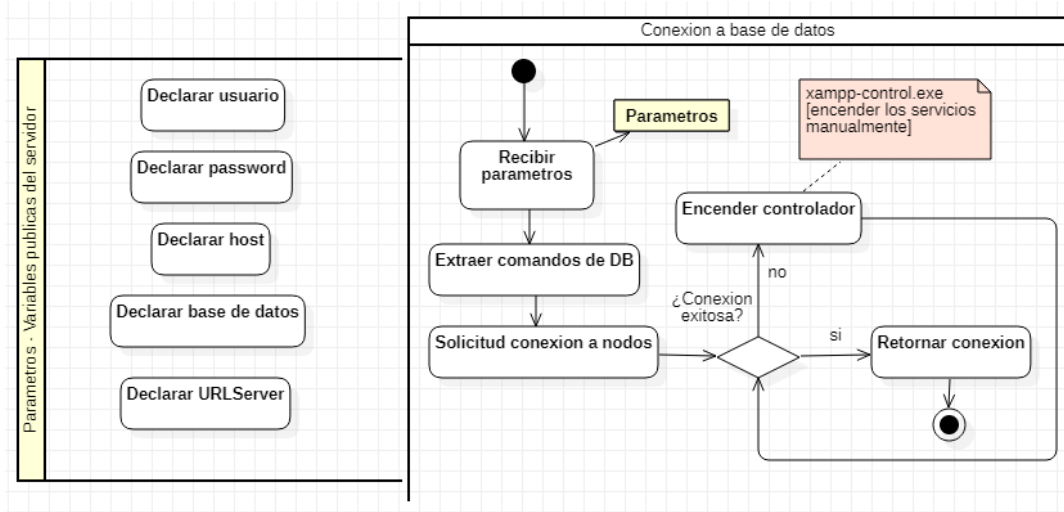 Parametros - Variables publicas del servidor
Declarar usuario
Declarar password
Declarar host
Declarar base de datos
Declarar URLServer
Conexion a base de datos
Recibir
parametros
Parametros
xampp-control.exe
[encender los servicios
manualmente]
Extraer comandos de DB
Encender controlador
no
Solicitud conexion a nodos
¿Conexion
exitosa?
si
Retornar conexion